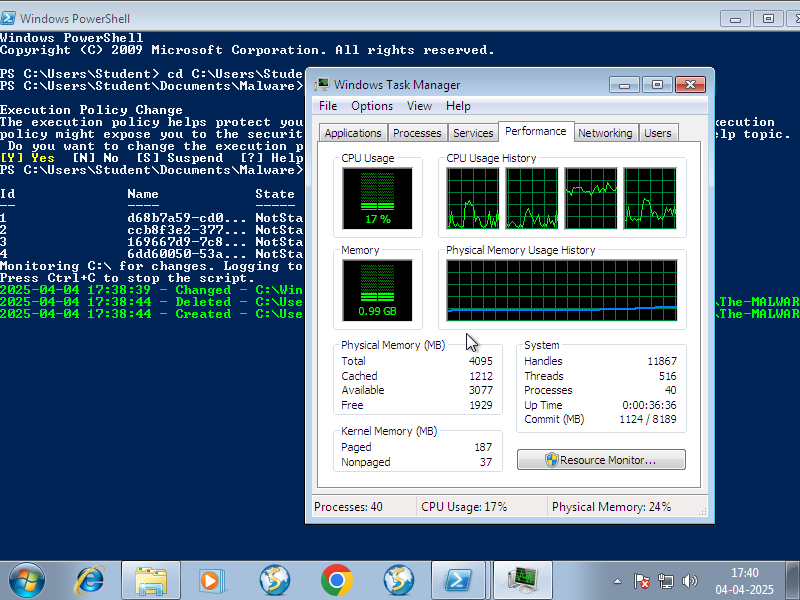 Windows PowerShell
Windows PowerShell
Copyright (C) 2009 Microsoft Corporation. All rights reserved.
PS C:\Users\Student> cd C:\Users\Stude
PS C:\Users\Student\Documents\Malware>
Execution Policy Change
The execution policy helps protect you
xecution
policy might expose you to the securit
elp topic.
Do you want to change the execution p
[Y] Yes [N] No [S] Suspend [?] Help
PS C:\Users\Student\Documents\Malware>
Id Name State
-- ---- -----
1 d68b7a59-cd0... NotSta
2 ccb8f3e2-377... NotSta
3 169667d9-7c8... NotSta
4 6dd60050-53a... NotSta
Monitoring C:\ for changes. Logging to
Press Ctrl+C to stop the script.
2025-04-04 17:38:39 - Changed - C:\Win
2025-04-04 17:38:44 - Deleted - C:\Use
\The-MALWAR
2025-04-04 17:38:44 - Created - C:\Use
\The-MALWAR
Windows Task Manager
File Options View Help
Applications Processes Services Performance Networking Users
CPU Usage
CPU Usage History
17 %
Memory
Physical Memory Usage History
0.99 GB
Physical Memory (MB)
Total 4095
Cached 1212
Available 3077
Free 1929
Kernel Memory (MB)
Paged 187
Nonpaged 37
System
Handles 11867
Threads 516
Processes 40
Up Time 0:00:36:36
Commit (MB) 1124 / 8189
Resource Monitor...
Processes: 40 CPU Usage: 17% Physical Memory: 24%
17:40
04-04-2025